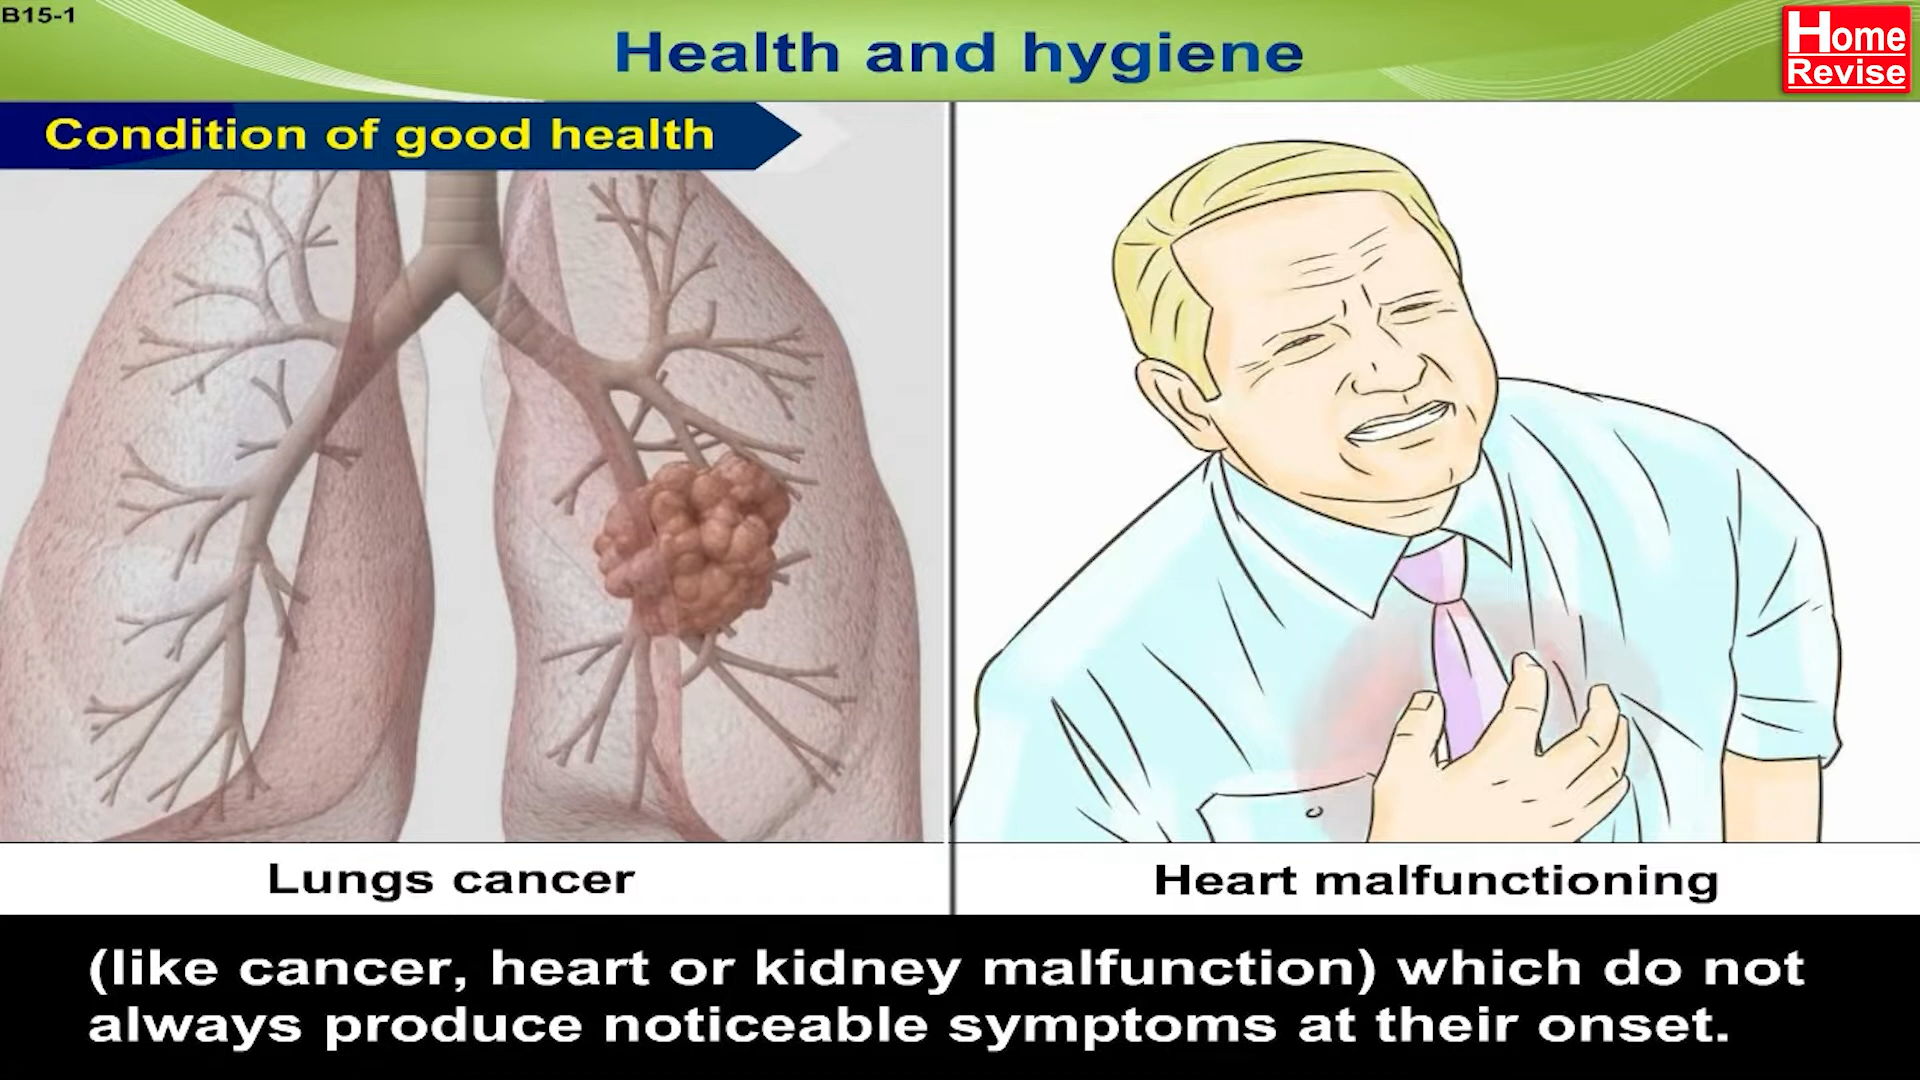 B15-1
Health and hygiene
Home
Revise
Condition of good health
Lungs cancer
Heart malfunctioning
(like cancer, heart or kidney malfunction) which do not
always produce noticeable symptoms at their onset.